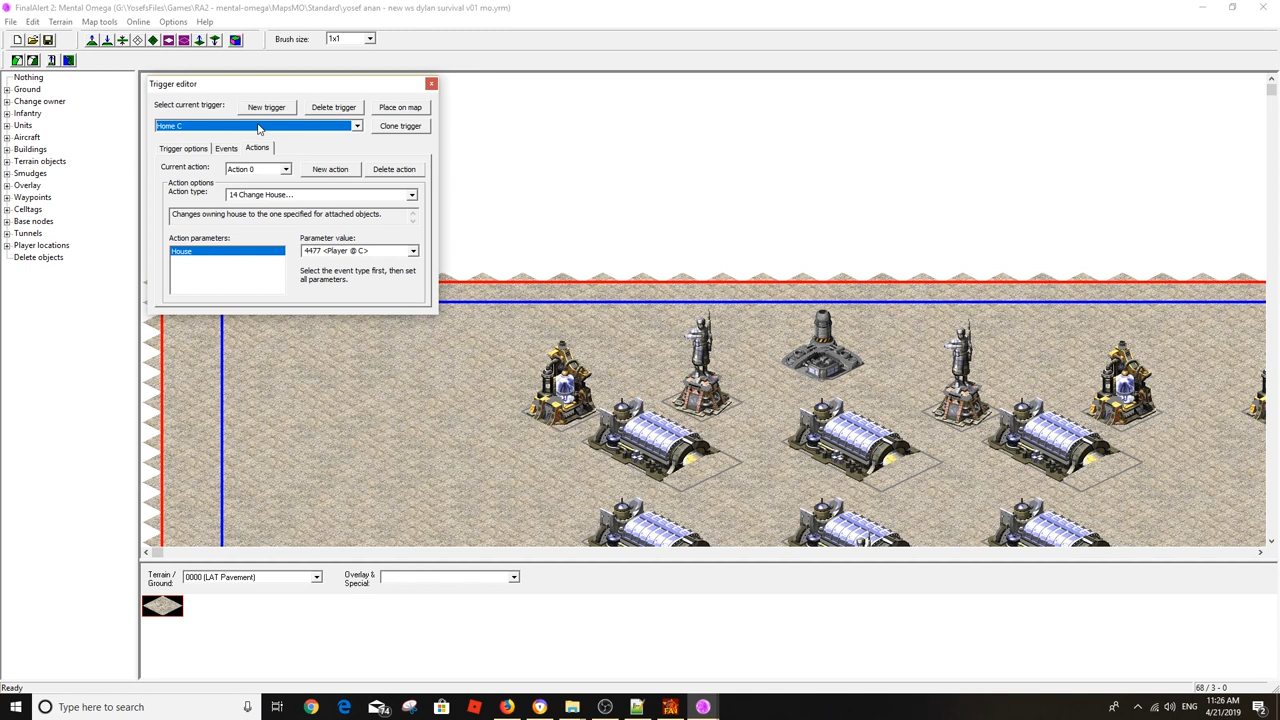 FinalAlert 2: Mental Omega (G:\YosefsFiles\Games\RA2 - mental-omega\MapsMO\Standard\yosef anan - new ws dylan survival v01 mo.yrm)
File Edit Terrain Map tools Online Options Help
Brush size: 1x1
Nothing
Ground
Change owner
Infantry
Units
Aircraft
Buildings
Terrain objects
Smudges
Overlay
Waypoints
Celltags
Base nodes
Tunnels
Player locations
Delete objects
Trigger editor
Select current trigger: New trigger Delete trigger Place on map
Home C Clone trigger
Trigger options Events Actions
Current action: Action 0 New action Delete action
Action options
Action type: 14 Change House...
Changes owning house to the one specified for attached objects.
Action parameters: Parameter value:
House 4477 <Player @ C>
Select the event type first, then set
all parameters.
Terrain / Ground: 0000 (LAT Pavement) Overlay & Special:
Ready 68 / 3 - 0
Type here to search 74 FA2 ENG 11:26 AM 4/21/2019 2